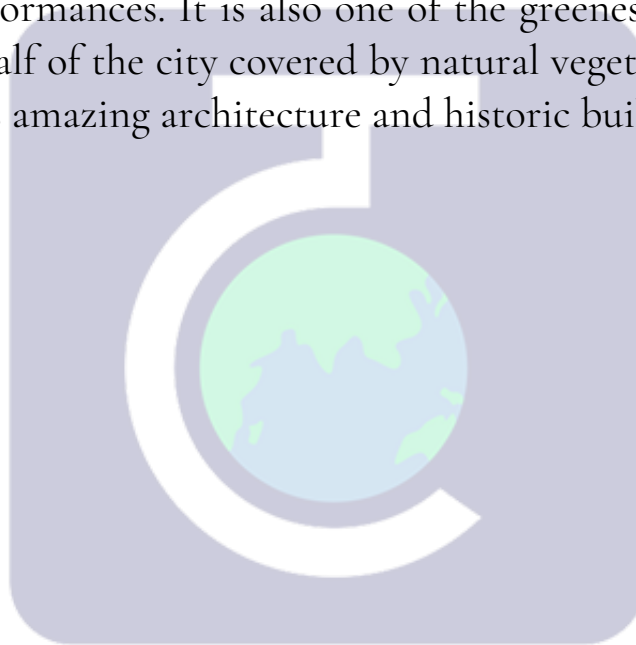 ormances. It is also one of the greenes
alf of the city covered by natural veget
amazing architecture and historic bui